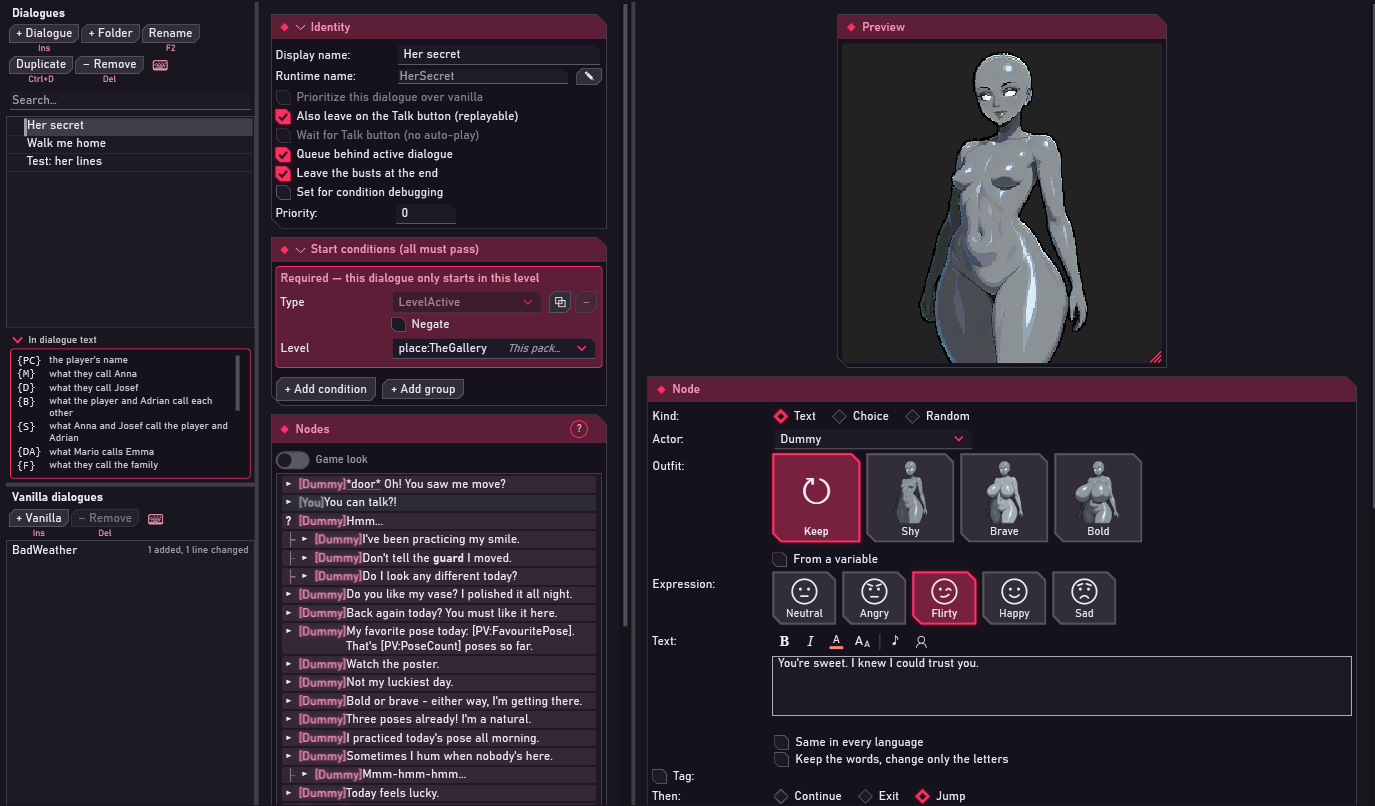 Dialogues
+ Dialogue
+ Folder
Rename
Ins
F2
Duplicate
− Remove
Ctrl+D
Del
Search...
Her secret
Walk me home
Test: her lines
In dialogue text
{PC} the player's name
{M} what they call Anna
{D} what they call Josef
{B} what the player and Adrian call each
other
{S} what Anna and Josef call the player and
Adrian
{DA} what Mario calls Emma
{F} what they call the family
Vanilla dialogues
+ Vanilla
− Remove
Ins
Del
BadWeather 1 added, 1 line changed
Identity
Display name: Her secret
Runtime name: HerSecret
Prioritize this dialogue over vanilla
Also leave on the Talk button (replayable)
Wait for Talk button (no auto-play)
Queue behind active dialogue
Leave the busts at the end
Set for condition debugging
Priority: 0
Start conditions (all must pass)
Required — this dialogue only starts in this level
Type LevelActive
Negate
Level place:TheGallery This pack...
+ Add condition
+ Add group
Nodes ?
Game look
[Dummy]*door* Oh! You saw me move?
[You]You can talk?!
? [Dummy]Hmm...
[Dummy]I've been practicing my smile.
[Dummy]Don't tell the guard I moved.
[Dummy]Do I look any different today?
[Dummy]Do you like my vase? I polished it all night.
[Dummy]Back again today? You must like it here.
[Dummy]My favorite pose today: [PV:FavouritePose].
That's [PV:PoseCount] poses so far.
[Dummy]Watch the poster.
[Dummy]Not my luckiest day.
[Dummy]Bold or brave - either way, I'm getting there.
[Dummy]Three poses already! I'm a natural.
[Dummy]I practiced today's pose all morning.
[Dummy]Sometimes I hum when nobody's here.
[Dummy]Mmm-hmm-hmm...
[Dummy]Today feels lucky.
Preview
Node
Kind: Text Choice Random
Actor: Dummy
Outfit:
Keep Shy Brave Bold
From a variable
Expression:
Neutral Angry Flirty Happy Sad
Text: B I A AA
You're sweet. I knew I could trust you.
Same in every language
Keep the words, change only the letters
Tag:
Then: Continue Exit Jump